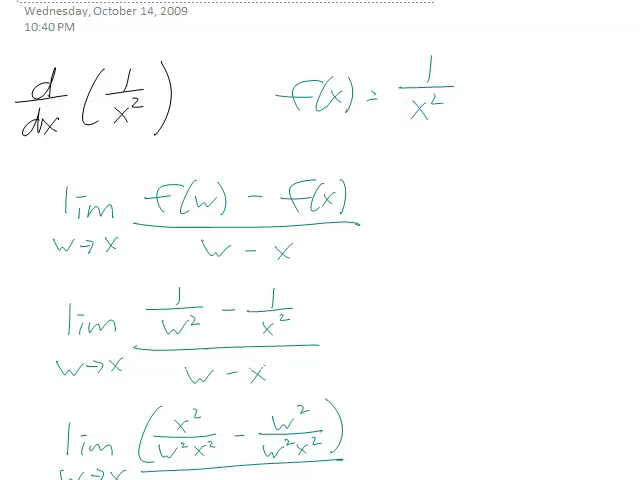 Wednesday, October 14, 2009
10:40 PM
d/dx (1/x²) f(x) = 1/x²
lim w→x (f(w) - f(x))/(w - x)
lim w→x (1/w² - 1/x²)/(w - x)
lim w→x (x²/(w²x²) - w²/(w²x²))